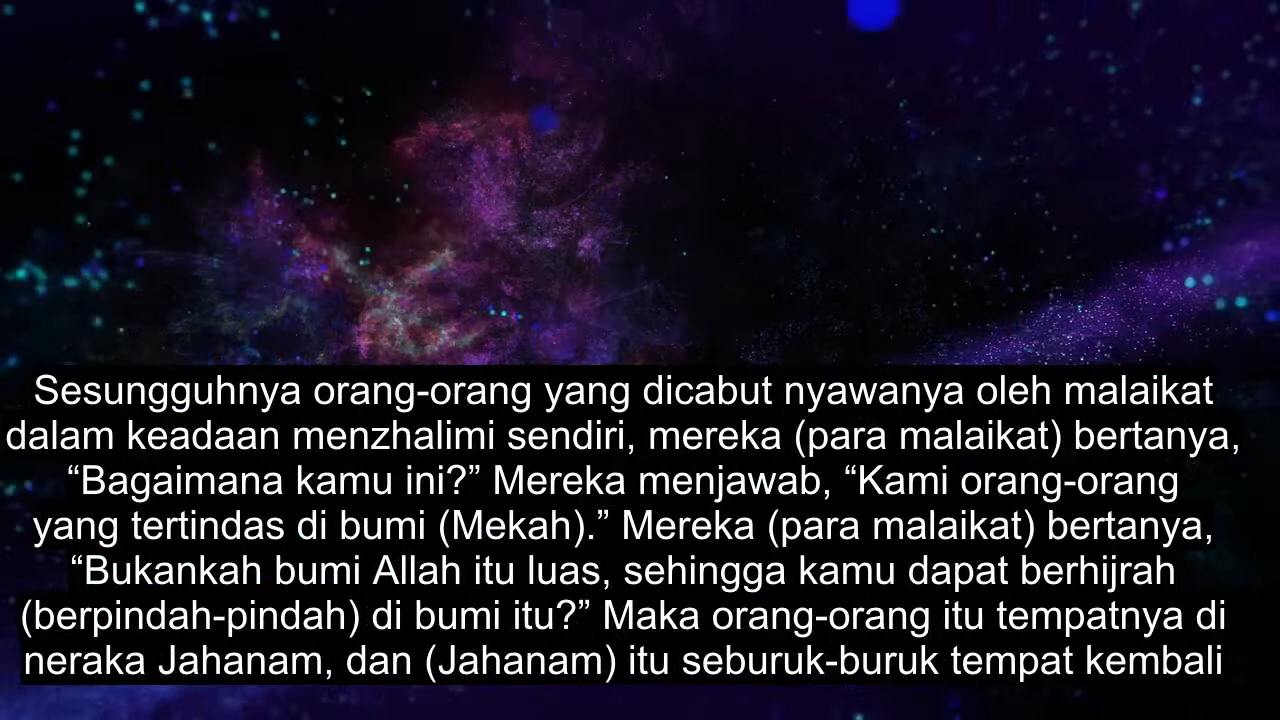 Sesungguhnya orang-orang yang dicabut nyawanya oleh malaikat
dalam keadaan menzhalimi sendiri, mereka (para malaikat) bertanya,
“Bagaimana kamu ini?” Mereka menjawab, “Kami orang-orang
yang tertindas di bumi (Mekah).” Mereka (para malaikat) bertanya,
“Bukankah bumi Allah itu luas, sehingga kamu dapat berhijrah
(berpindah-pindah) di bumi itu?” Maka orang-orang itu tempatnya di
neraka Jahanam, dan (Jahanam) itu seburuk-buruk tempat kembali